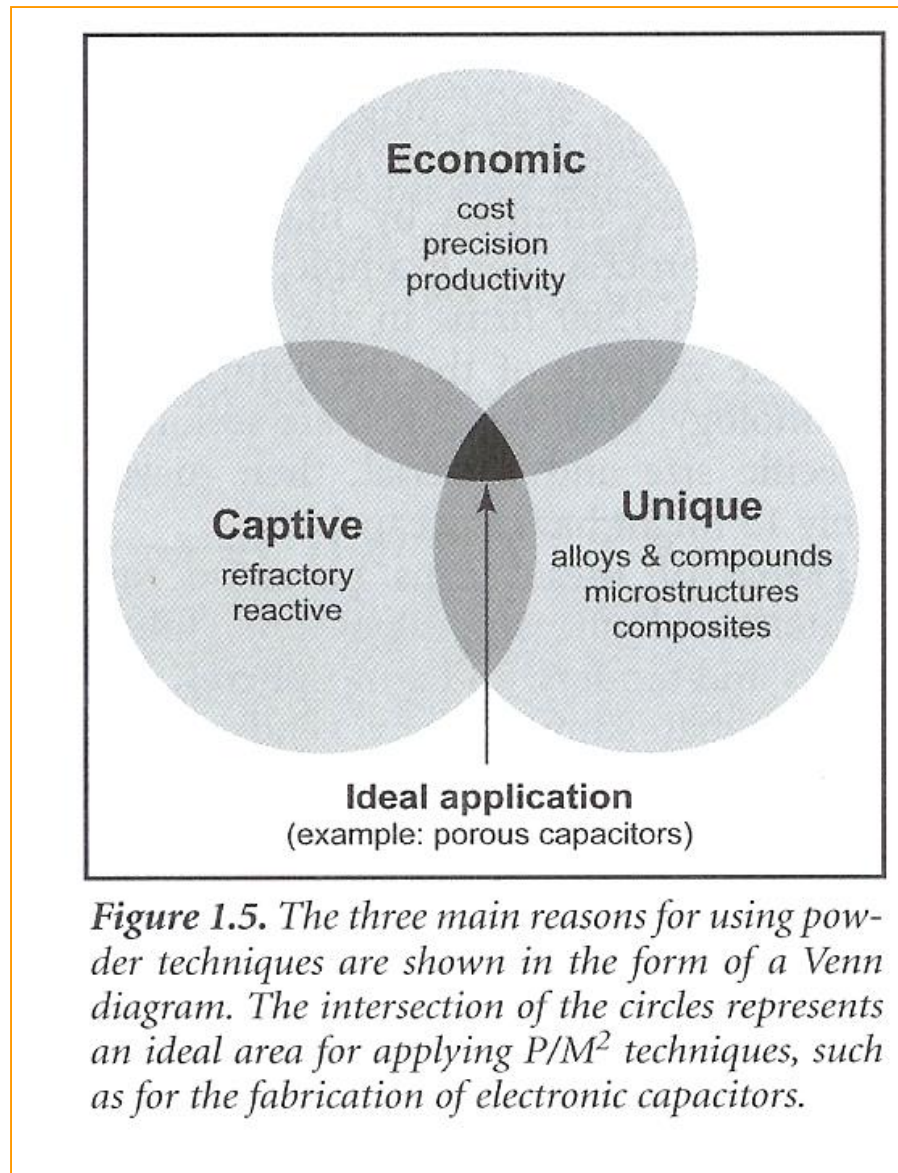 Economic
cost
precision
productivity
Captive
refractory
reactive
Unique
alloys & compounds
microstructures
composites
Ideal application
(example: porous capacitors)
Figure 1.5. The three main reasons for using pow-
der techniques are shown in the form of a Venn
diagram. The intersection of the circles represents
an ideal area for applying P/M² techniques, such
as for the fabrication of electronic capacitors.